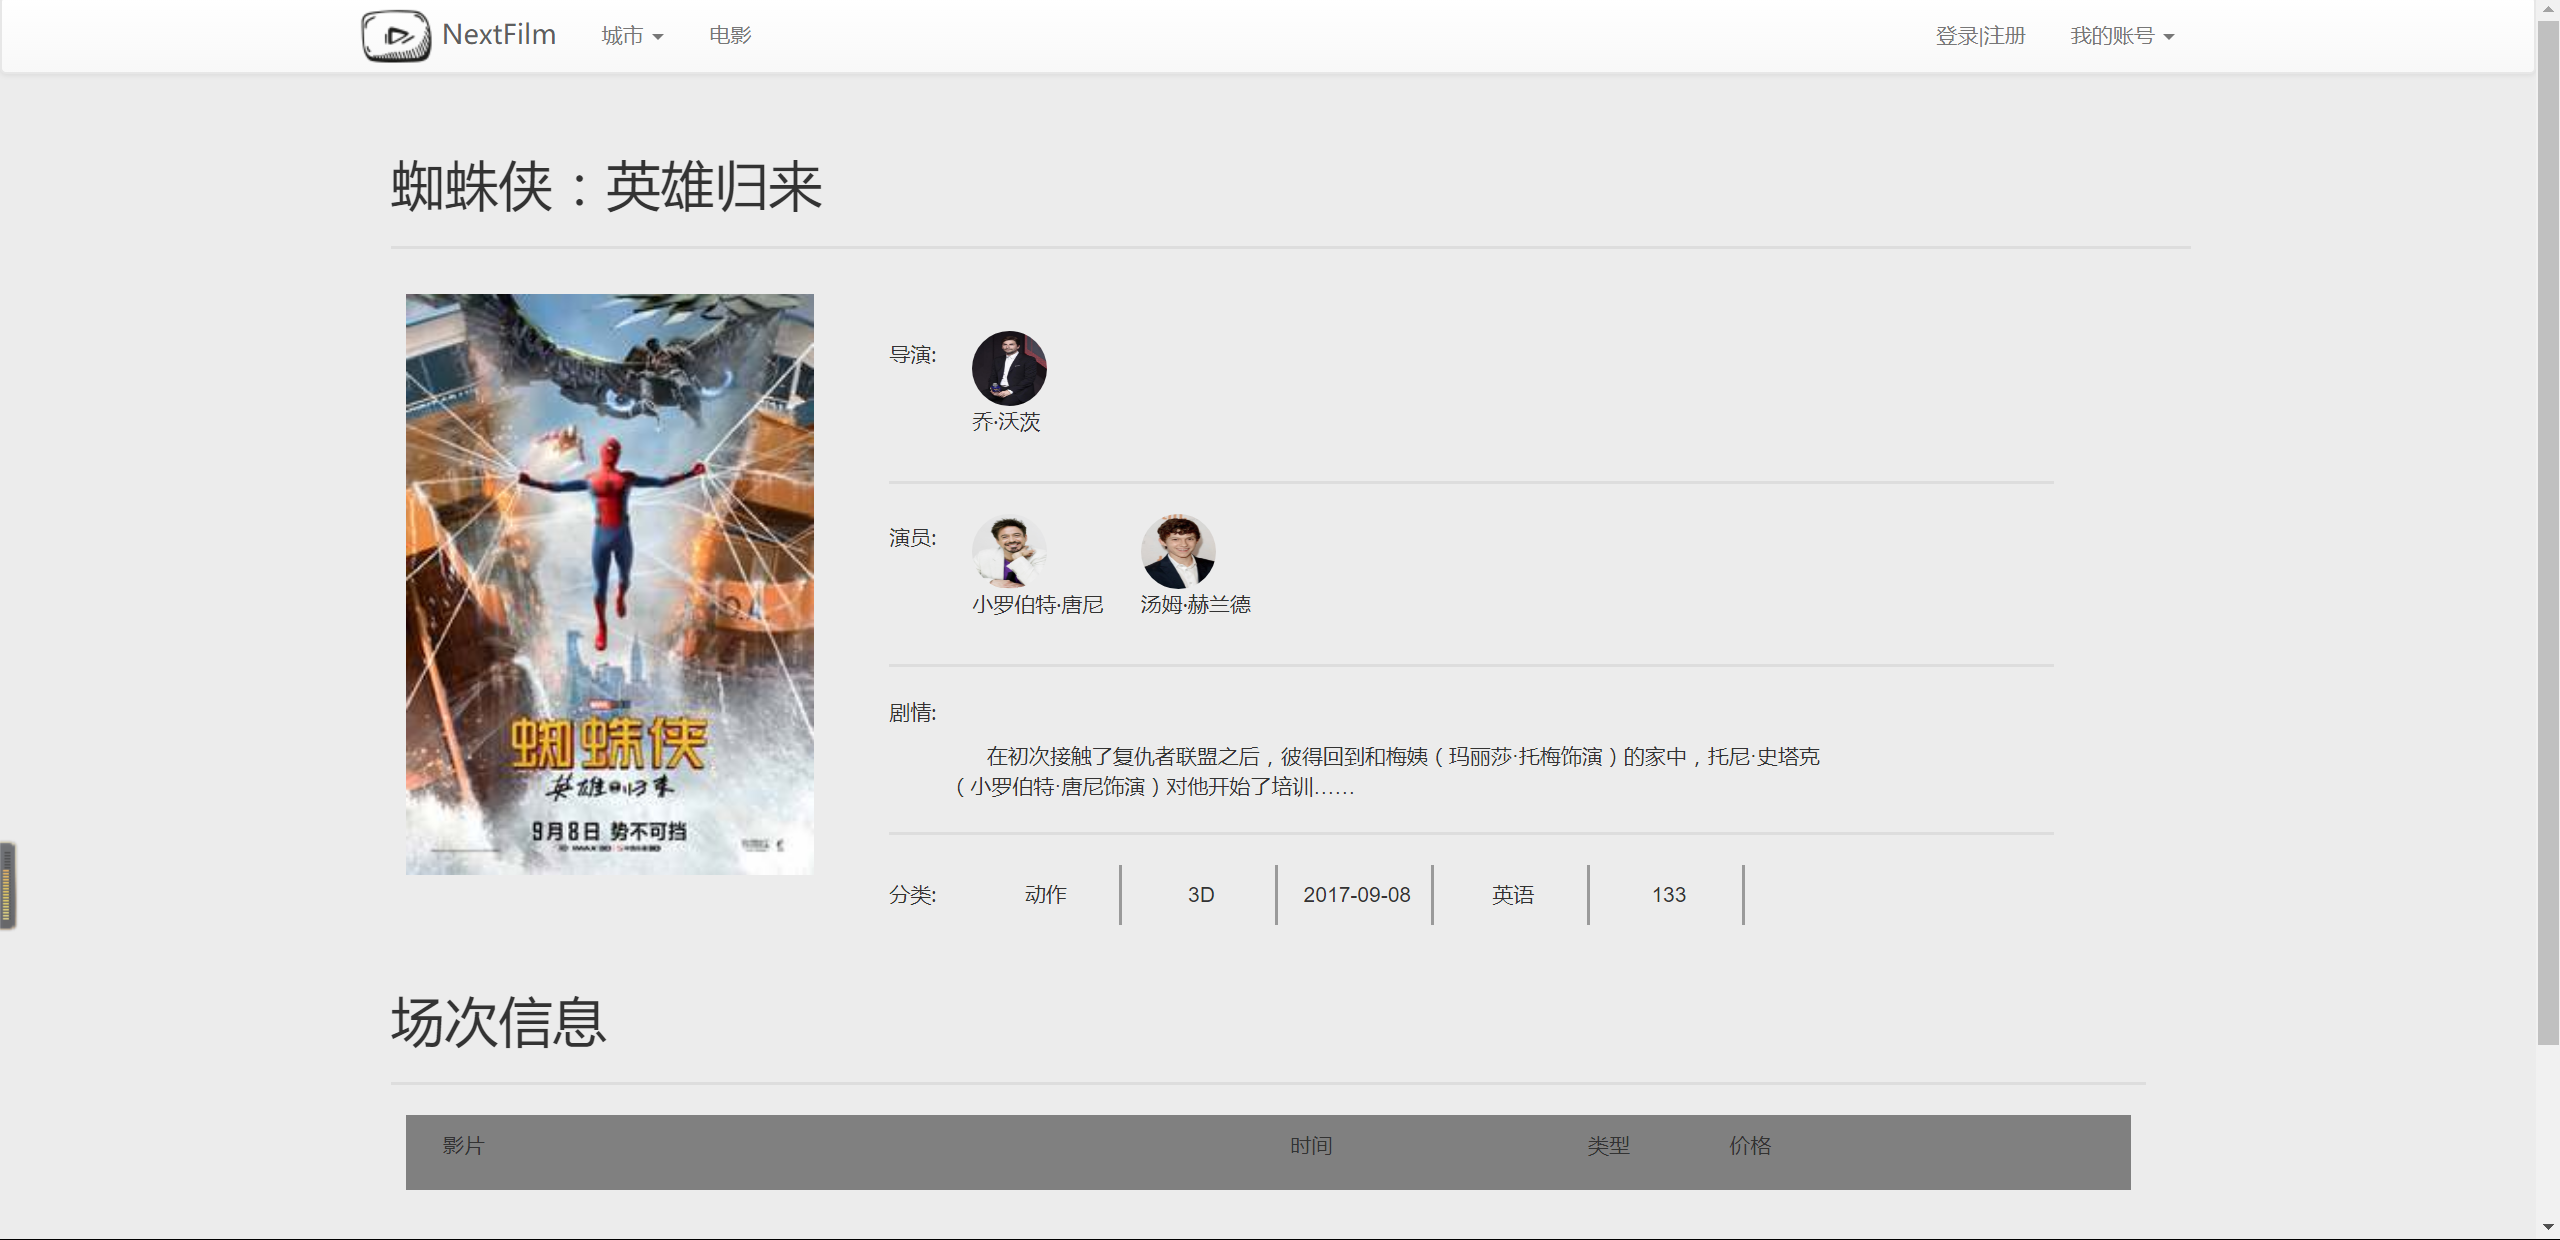 NextFilm 城市 电影 登录|注册 我的账号
蜘蛛侠：英雄归来
导演:
乔·沃茨
演员:
小罗伯特·唐尼 汤姆·赫兰德
蜘蛛侠
英雄归来
9月8日 势不可挡
剧情:
在初次接触了复仇者联盟之后，彼得回到和梅姨（玛丽莎·托梅饰演）的家中，托尼·史塔克
（小罗伯特·唐尼饰演）对他开始了培训……
分类: 动作 3D 2017-09-08 英语 133
场次信息
影片 时间 类型 价格